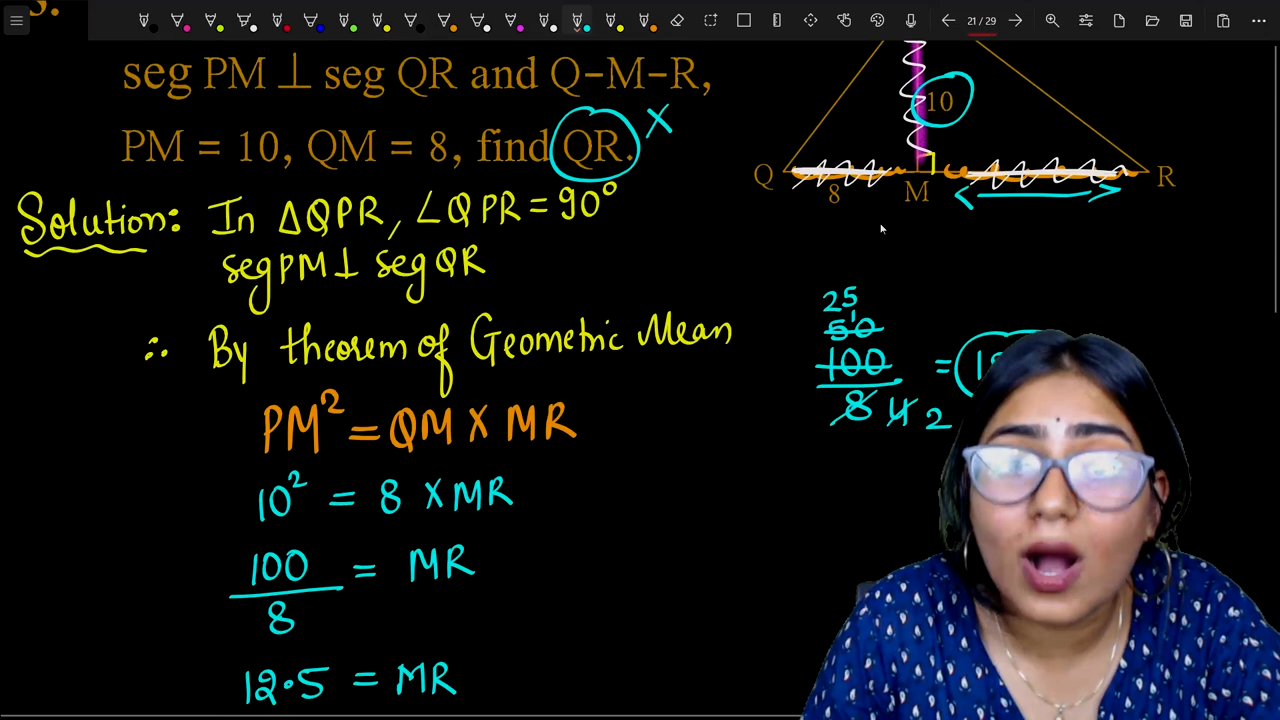 21 / 29
seg PM ⊥ seg QR and Q-M-R,
PM = 10, QM = 8, find QR. X
10
Q 8 M R
Solution: In ΔQPR, ∠QPR = 90°
seg PM ⊥ seg QR
∴ By theorem of Geometric Mean
PM² = QM X MR
10² = 8 X MR
100
8
= MR
12.5 = MR
25
50
100
8 4 2
=